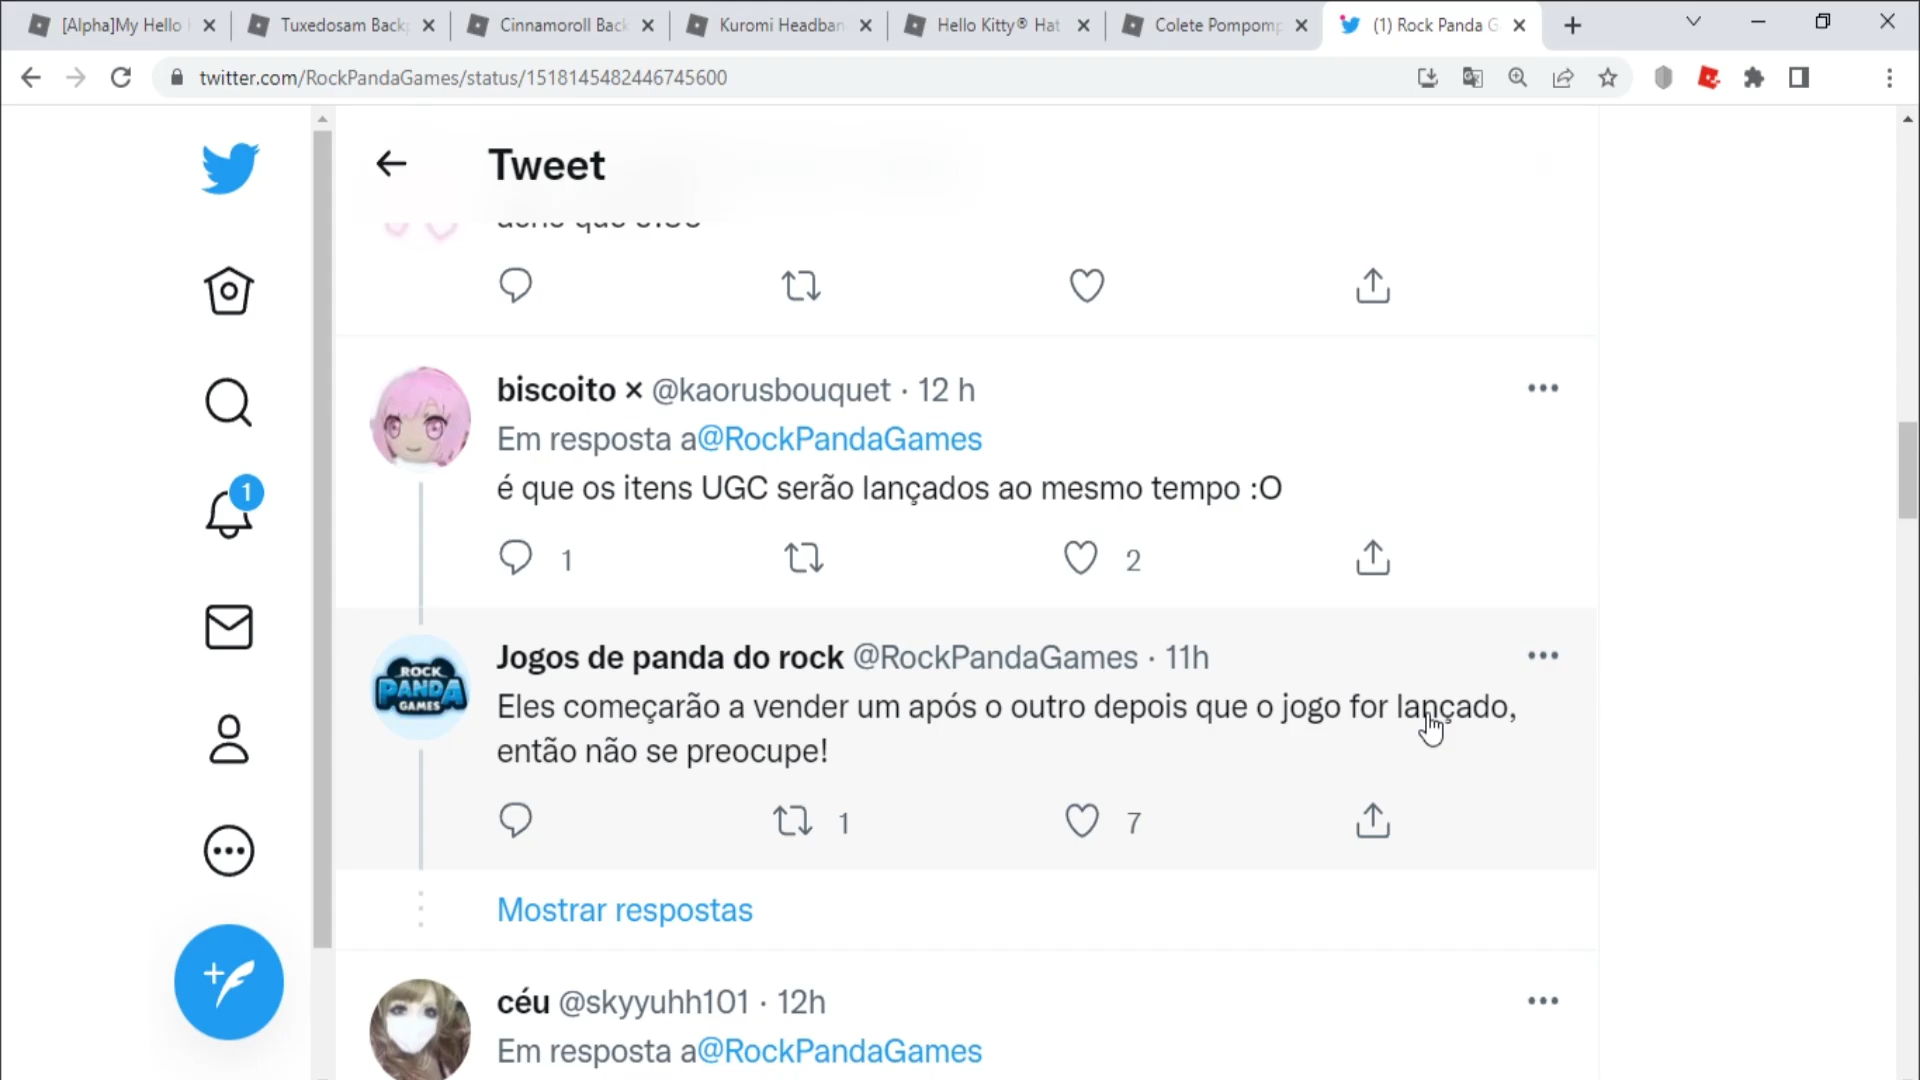 [Alpha]My Hello
Tuxedosam Back
Cinnamoroll Back
Kuromi Headban
Hello Kitty® Hat
Colete Pompomp
(1) Rock Panda G
twitter.com/RockPandaGames/status/1518145482446745600
Tweet
biscoito × @kaorusbouquet · 12 h
Em resposta a@RockPandaGames
é que os itens UGC serão lançados ao mesmo tempo :O
1
2
1
ROCK
PANDA
GAMES
Jogos de panda do rock @RockPandaGames · 11h
Eles começarão a vender um após o outro depois que o jogo for lançado,
então não se preocupe!
1
7
Mostrar respostas
céu @skyyuhh101 · 12h
Em resposta a@RockPandaGames